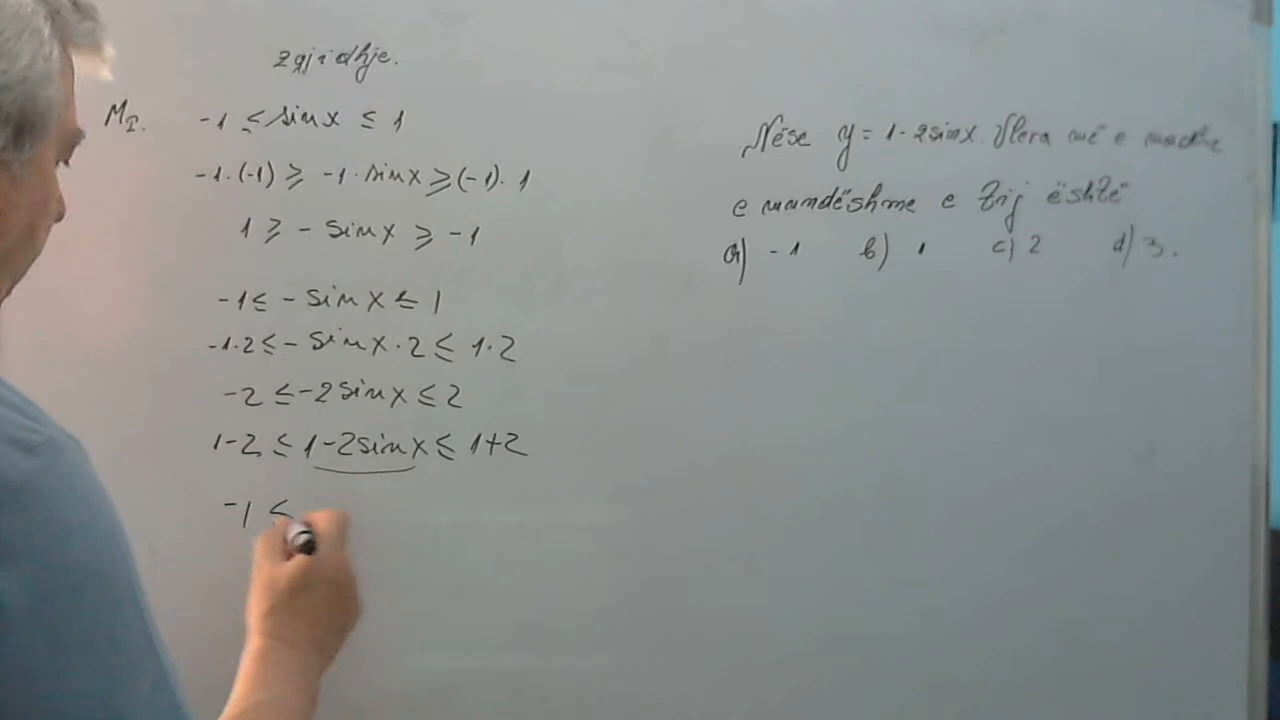 zgjidhje.
M₂. -1 ≤ sinx ≤ 1
-1·(-1) ≥ -1·sinx ≥ (-1)·1
1 ≥ - sinx ≥ -1
-1 ≤ - sinx ≤ 1
-1·2 ≤ - sinx·2 ≤ 1·2
-2 ≤ -2sinx ≤ 2
1-2 ≤ 1-2sinx ≤ 1+2
-1 ≤
Nëse y = 1-2sinx. Vlera më e madhe
e mundëshme e tij është
a) -1 b) 1 c) 2 d) 3.